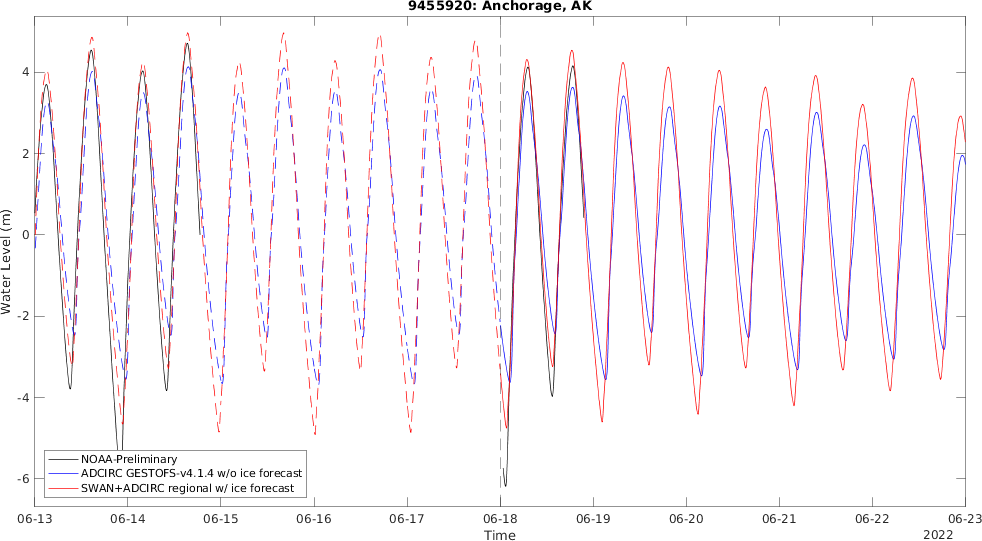 9455920: Anchorage, AK
Water Level (m)
4
2
0
-2
-4
-6
NOAA-Preliminary
ADCIRC GESTOFS-v4.1.4 w/o ice forecast
SWAN+ADCIRC regional w/ ice forecast
06-13 06-14 06-15 06-16 06-17 06-18 06-19 06-20 06-21 06-22 06-23
Time
2022